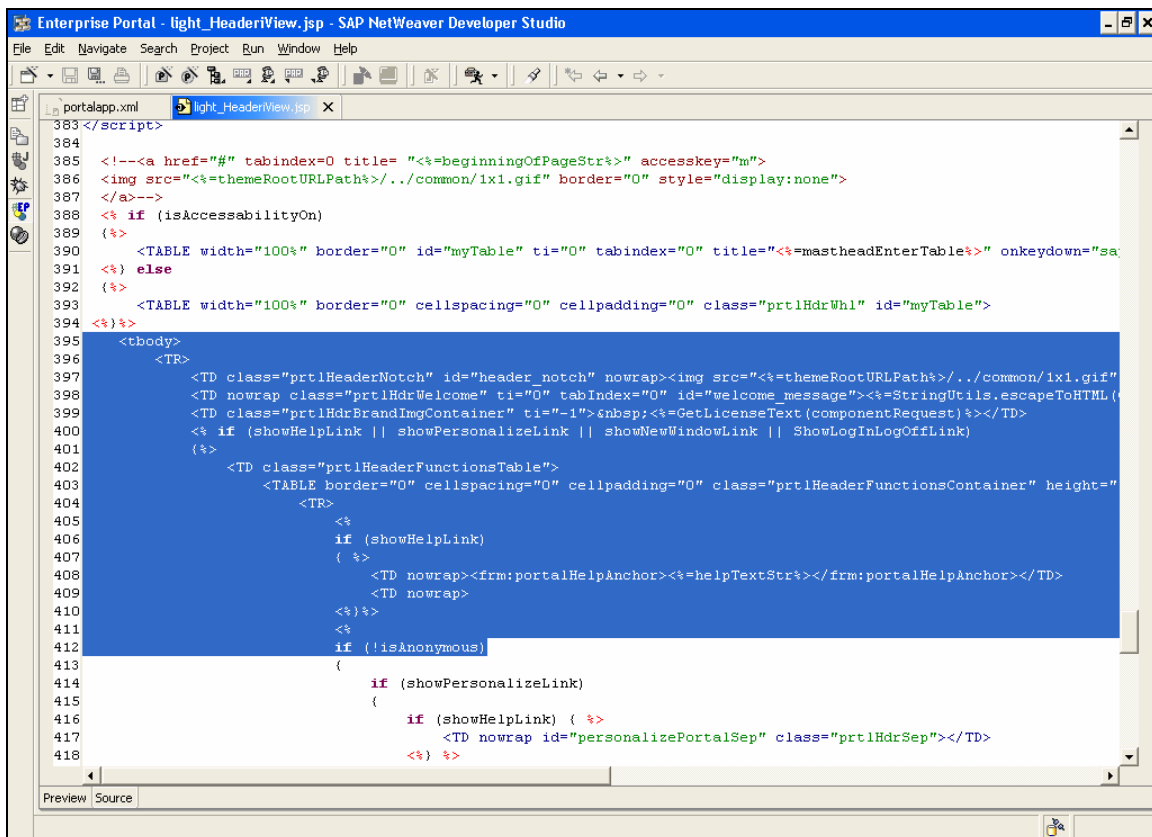 Enterprise Portal - light_HeaderiView.jsp - SAP NetWeaver Developer Studio
File Edit Navigate Search Project Run Window Help
portalapp.xml light_HeaderiView.jsp
383 </script>
384
385 <!--<a href="#" tabindex=0 title= "<%=beginningOfPageStr%>" accesskey="m">
386 <img src="<%=themeRootURLPath%>/../common/1x1.gif" border="0" style="display:none">
387 </a>-->
388 <% if (isAccessabilityOn)
389 {%>
390 <TABLE width="100%" border="0" id="myTable" ti="0" tabindex="0" title="<%=mastheadEnterTable%>" onkeydown="sa
391 <%} else
392 {%>
393 <TABLE width="100%" border="0" cellspacing="0" cellpadding="0" class="prtlHdrWhl" id="myTable">
394 <%}%>
395 <tbody>
396 <TR>
397 <TD class="prtlHeaderNotch" id="header_notch" nowrap><img src="<%=themeRootURLPath%>/../common/1x1.gif"
398 <TD nowrap class="prtlHdrWelcome" ti="0" tabIndex="0" id="welcome_message"><%=StringUtils.escapeToHTML(
399 <TD class="prtlHdrBrandImgContainer" ti="-1">&nbsp;<%=GetLicenseText(componentRequest)%></TD>
400 <% if (showHelpLink || showPersonalizeLink || showNewWindowLink || ShowLogInLogOffLink)
401 {%>
402 <TD class="prtlHeaderFunctionsTable">
403 <TABLE border="0" cellspacing="0" cellpadding="0" class="prtlHeaderFunctionsContainer" height="
404 <TR>
405 <%
406 if (showHelpLink)
407 { %>
408 <TD nowrap><frm:portalHelpAnchor><%=helpTextStr%></frm:portalHelpAnchor></TD>
409 <TD nowrap>
410 <%}%>
411 <%
412 if (!isAnonymous)
413 {
414 if (showPersonalizeLink)
415 {
416 if (showHelpLink) { %>
417 <TD nowrap id="personalizePortalSep" class="prtlHdrSep"></TD>
418 <%} %>
Preview Source